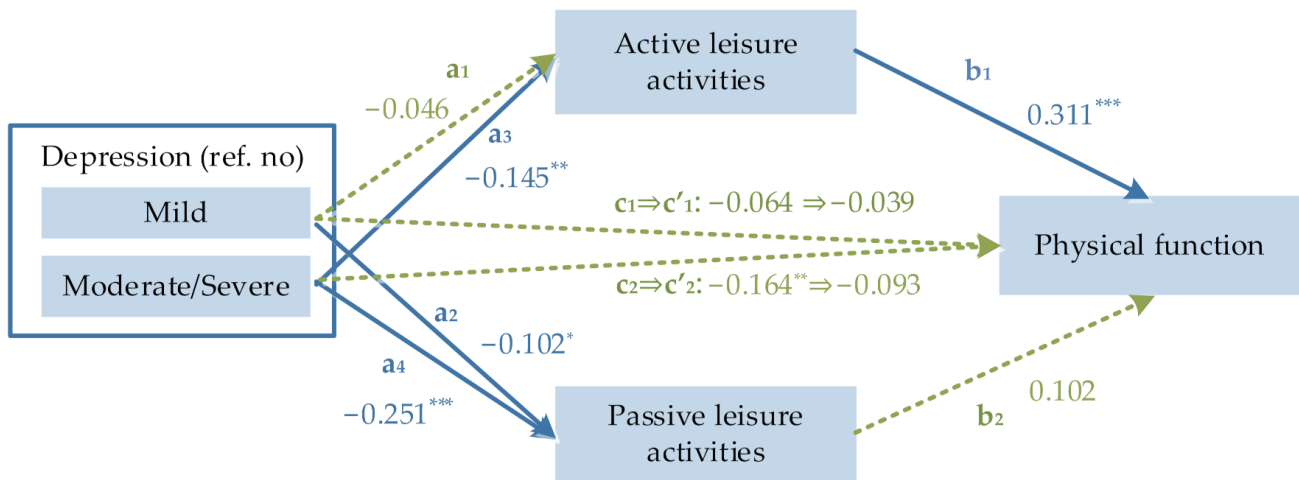 Active leisure
activities
a₁
−0.046
b₁
0.311***
a₃
−0.145**
Depression (ref. no)
Mild
Moderate/Severe
c₁⇒c′₁: −0.064 ⇒−0.039
Physical function
c₂⇒c′₂: −0.164**⇒−0.093
a₂
−0.102*
a₄
−0.251***
Passive leisure
activities
0.102
b₂